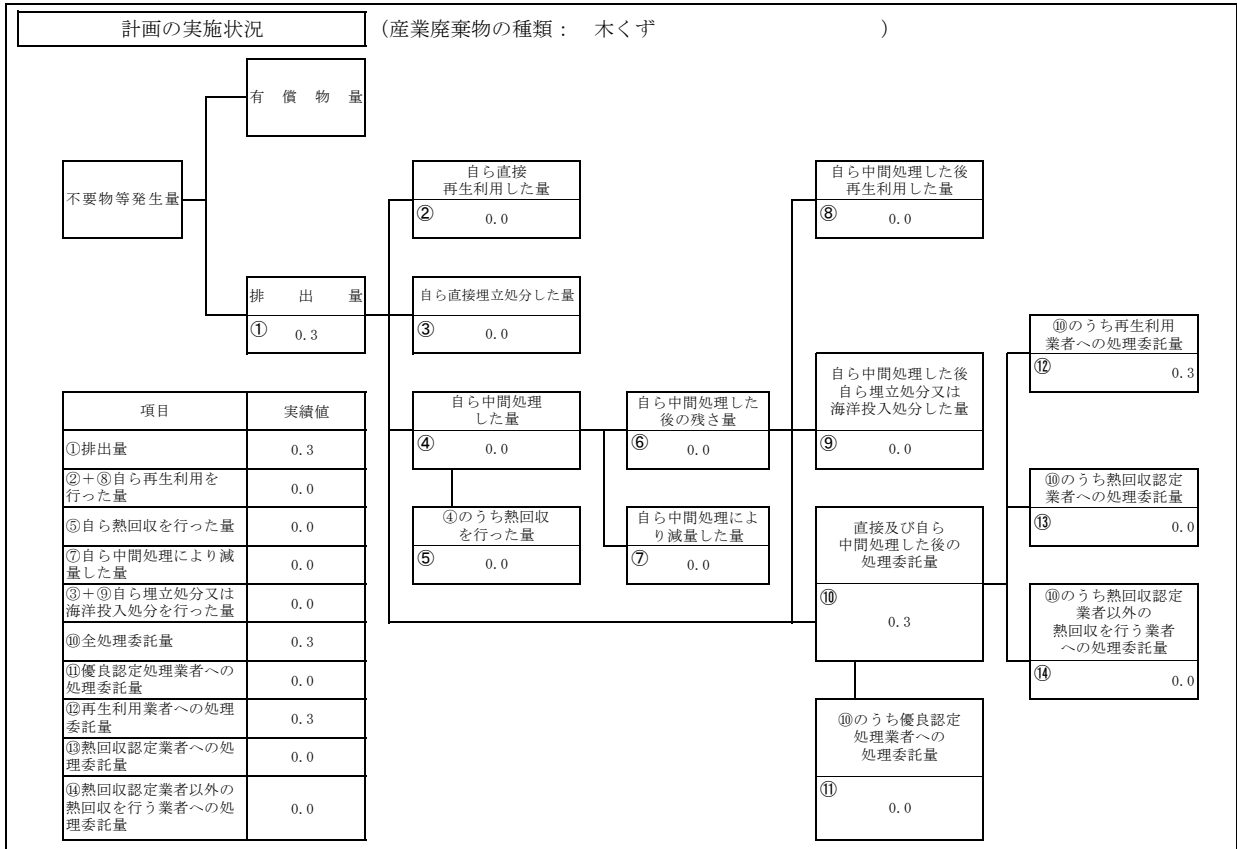 計画の実施状況
（産業廃棄物の種類： 木くず ）
有償物量
不要物等発生量
自ら直接
再生利用した量
② 0.0
自ら中間処理した後
再生利用した量
⑧ 0.0
排出量
① 0.3
自ら直接埋立処分した量
③ 0.0
⑩のうち再生利用
業者への処理委託量
⑫ 0.3
自ら中間処理した後
自ら埋立処分又は
海洋投入処分した量
⑨ 0.0
自ら中間処理
した量
④ 0.0
自ら中間処理した
後の残さ量
⑥ 0.0
⑩のうち熱回収認定
業者への処理委託量
⑬ 0.0
④のうち熱回収
を行った量
⑤ 0.0
自ら中間処理によ
り減量した量
⑦ 0.0
直接及び自ら
中間処理した後の
処理委託量
⑩
0.3
⑩のうち熱回収認定
業者以外の
熱回収を行う業者
への処理委託量
⑭ 0.0
⑩のうち優良認定
処理業者への
処理委託量
⑪
0.0
項目 実績値
①排出量 0.3
②＋⑧自ら再生利用を
行った量 0.0
⑤自ら熱回収を行った量 0.0
⑦自ら中間処理により減
量した量 0.0
③＋⑨自ら埋立処分又は
海洋投入処分を行った量 0.0
⑩全処理委託量 0.3
⑪優良認定処理業者への
処理委託量 0.0
⑫再生利用業者への処理
委託量 0.3
⑬熱回収認定業者への処
理委託量 0.0
⑭熱回収認定業者以外の
熱回収を行う業者への処
理委託量 0.0